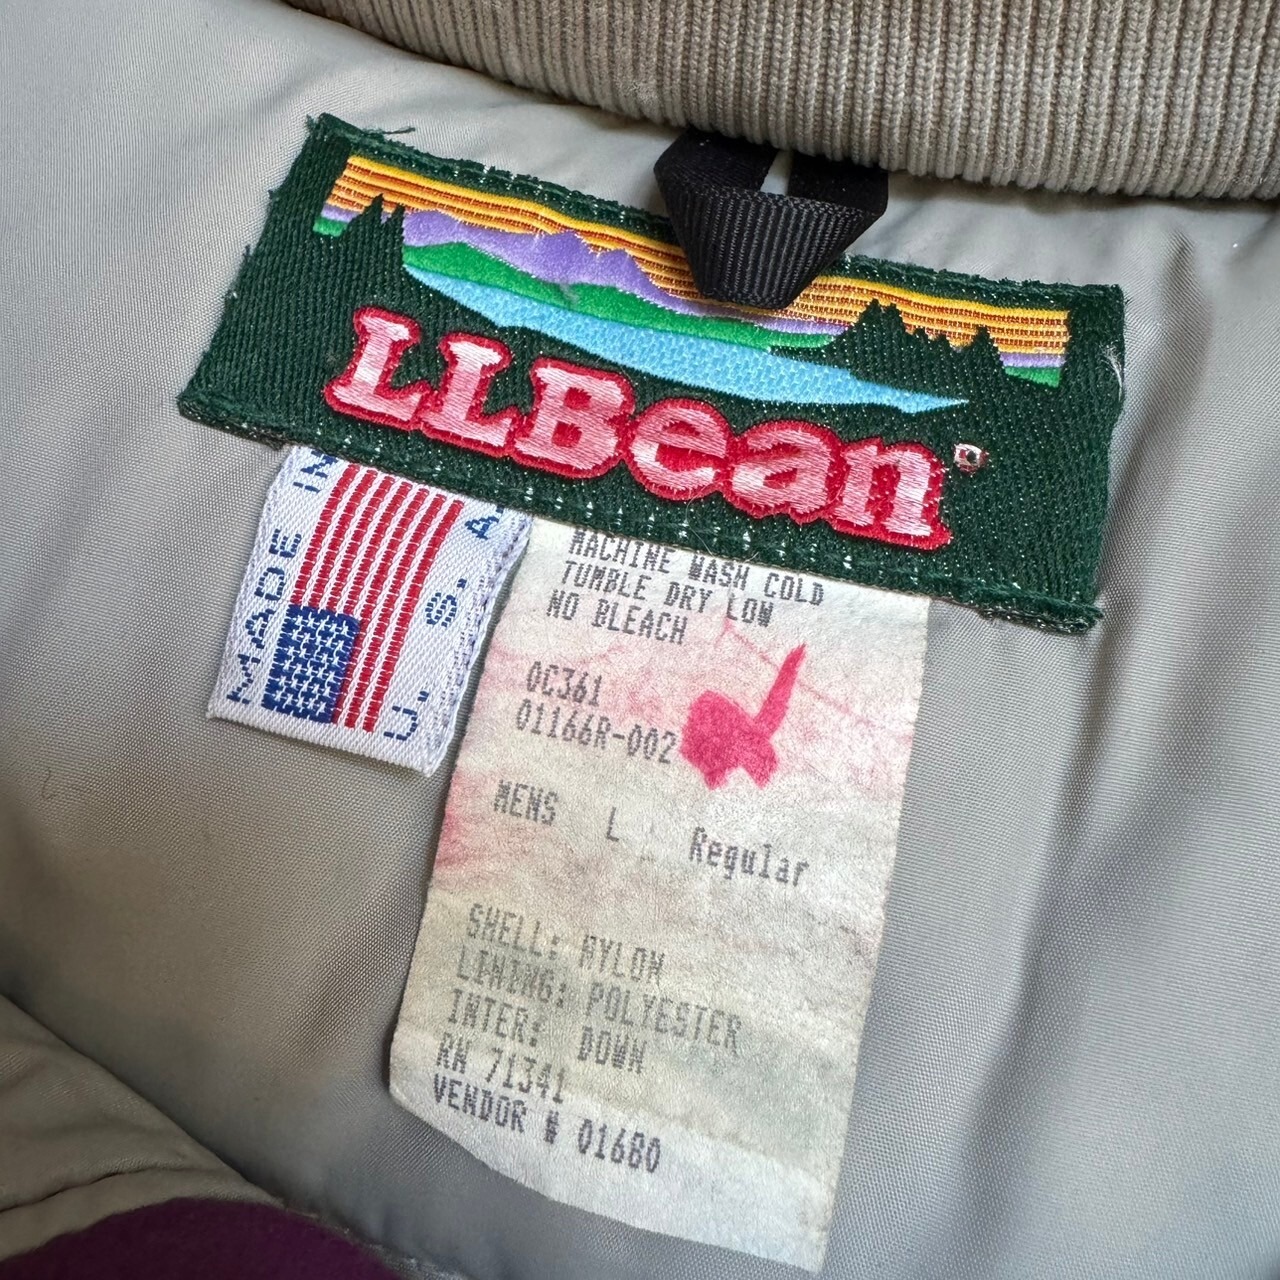 LLBean
MADE IN
U. S. A.
MACHINE WASH COLD
TUMBLE DRY LOW
NO BLEACH
0C361
01166R-002
MENS L Regular
SHELL: NYLON
LINING: POLYESTER
INTER: DOWN
RN 71341
VENDOR # 01680